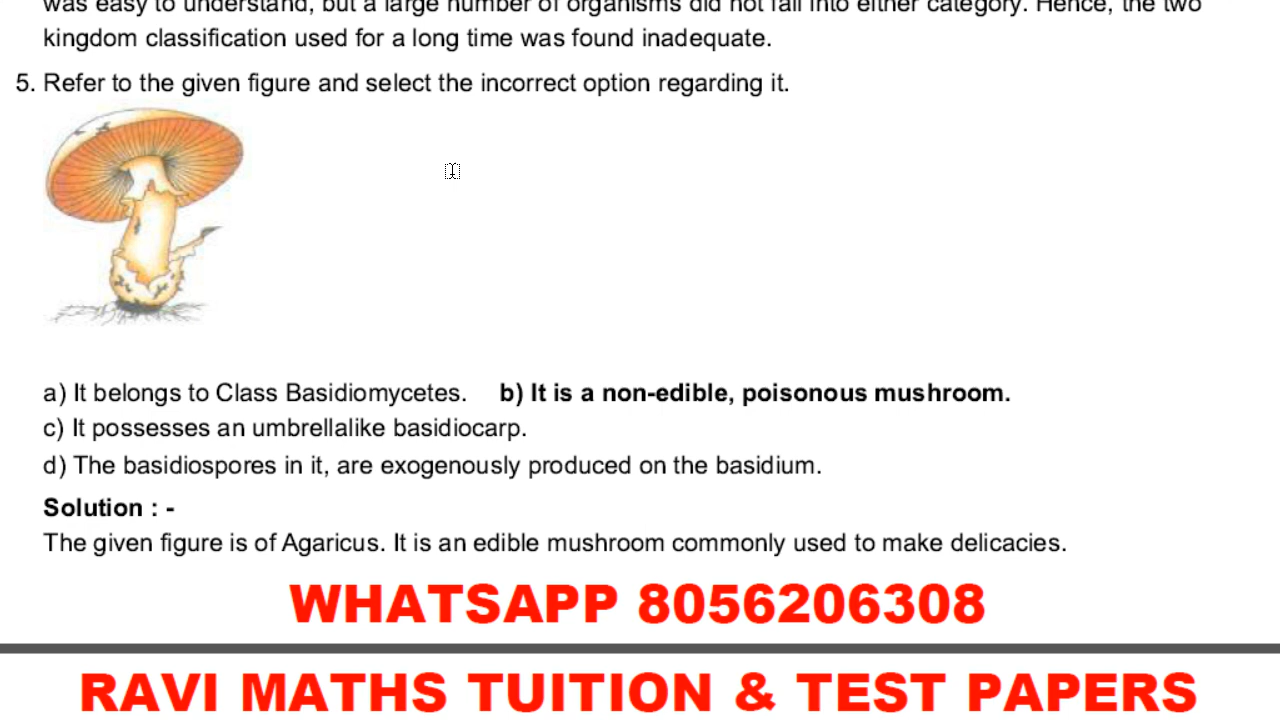 was easy to understand, but a large number of organisms did not fall into either category. Hence, the two
kingdom classification used for a long time was found inadequate.
5. Refer to the given figure and select the incorrect option regarding it.
a) It belongs to Class Basidiomycetes. b) It is a non-edible, poisonous mushroom.
c) It possesses an umbrellalike basidiocarp.
d) The basidiospores in it, are exogenously produced on the basidium.
Solution : -
The given figure is of Agaricus. It is an edible mushroom commonly used to make delicacies.
WHATSAPP 8056206308
RAVI MATHS TUITION & TEST PAPERS